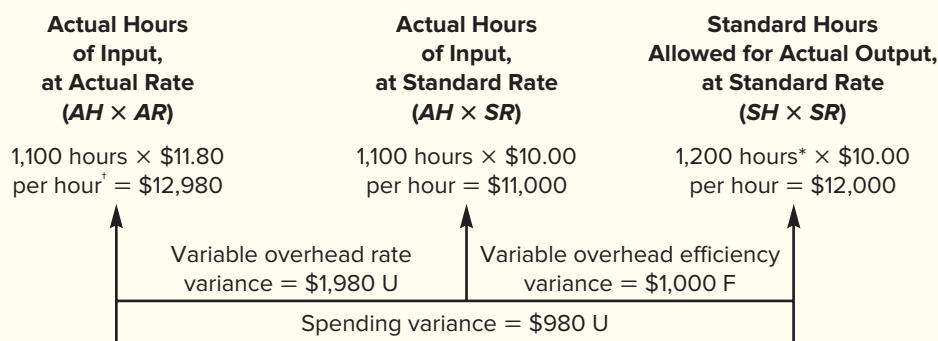 Actual Hours
of Input,
at Actual Rate
(AH × AR)
1,100 hours × $11.80
per hour† = $12,980
Actual Hours
of Input,
at Standard Rate
(AH × SR)
1,100 hours × $10.00
per hour = $11,000
Standard Hours
Allowed for Actual Output,
at Standard Rate
(SH × SR)
1,200 hours* × $10.00
per hour = $12,000
Variable overhead rate
variance = $1,980 U
Variable overhead efficiency
variance = $1,000 F
Spending variance = $980 U